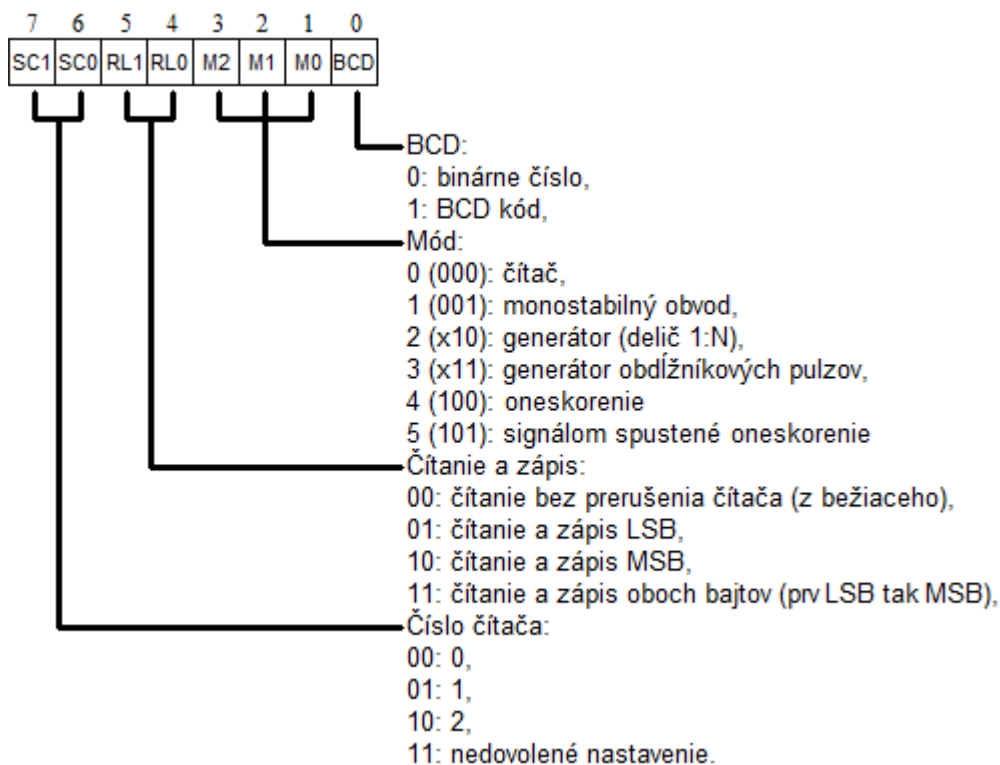 7 6 5 4 3 2 1 0
SC1 SC0 RL1 RL0 M2 M1 M0 BCD
BCD:
0: binárne číslo,
1: BCD kód,
Mód:
0 (000): čítač,
1 (001): monostabilný obvod,
2 (x10): generátor (delič 1:N),
3 (x11): generátor obdĺžníkových pulzov,
4 (100): oneskorenie
5 (101): signálom spustené oneskorenie
Čítanie a zápis:
00: čítanie bez prerušenia čítača (z bežiaceho),
01: čítanie a zápis LSB,
10: čítanie a zápis MSB,
11: čítanie a zápis oboch bajtov (prv LSB tak MSB),
Číslo čítača:
00: 0,
01: 1,
10: 2,
11: nedovolené nastavenie.